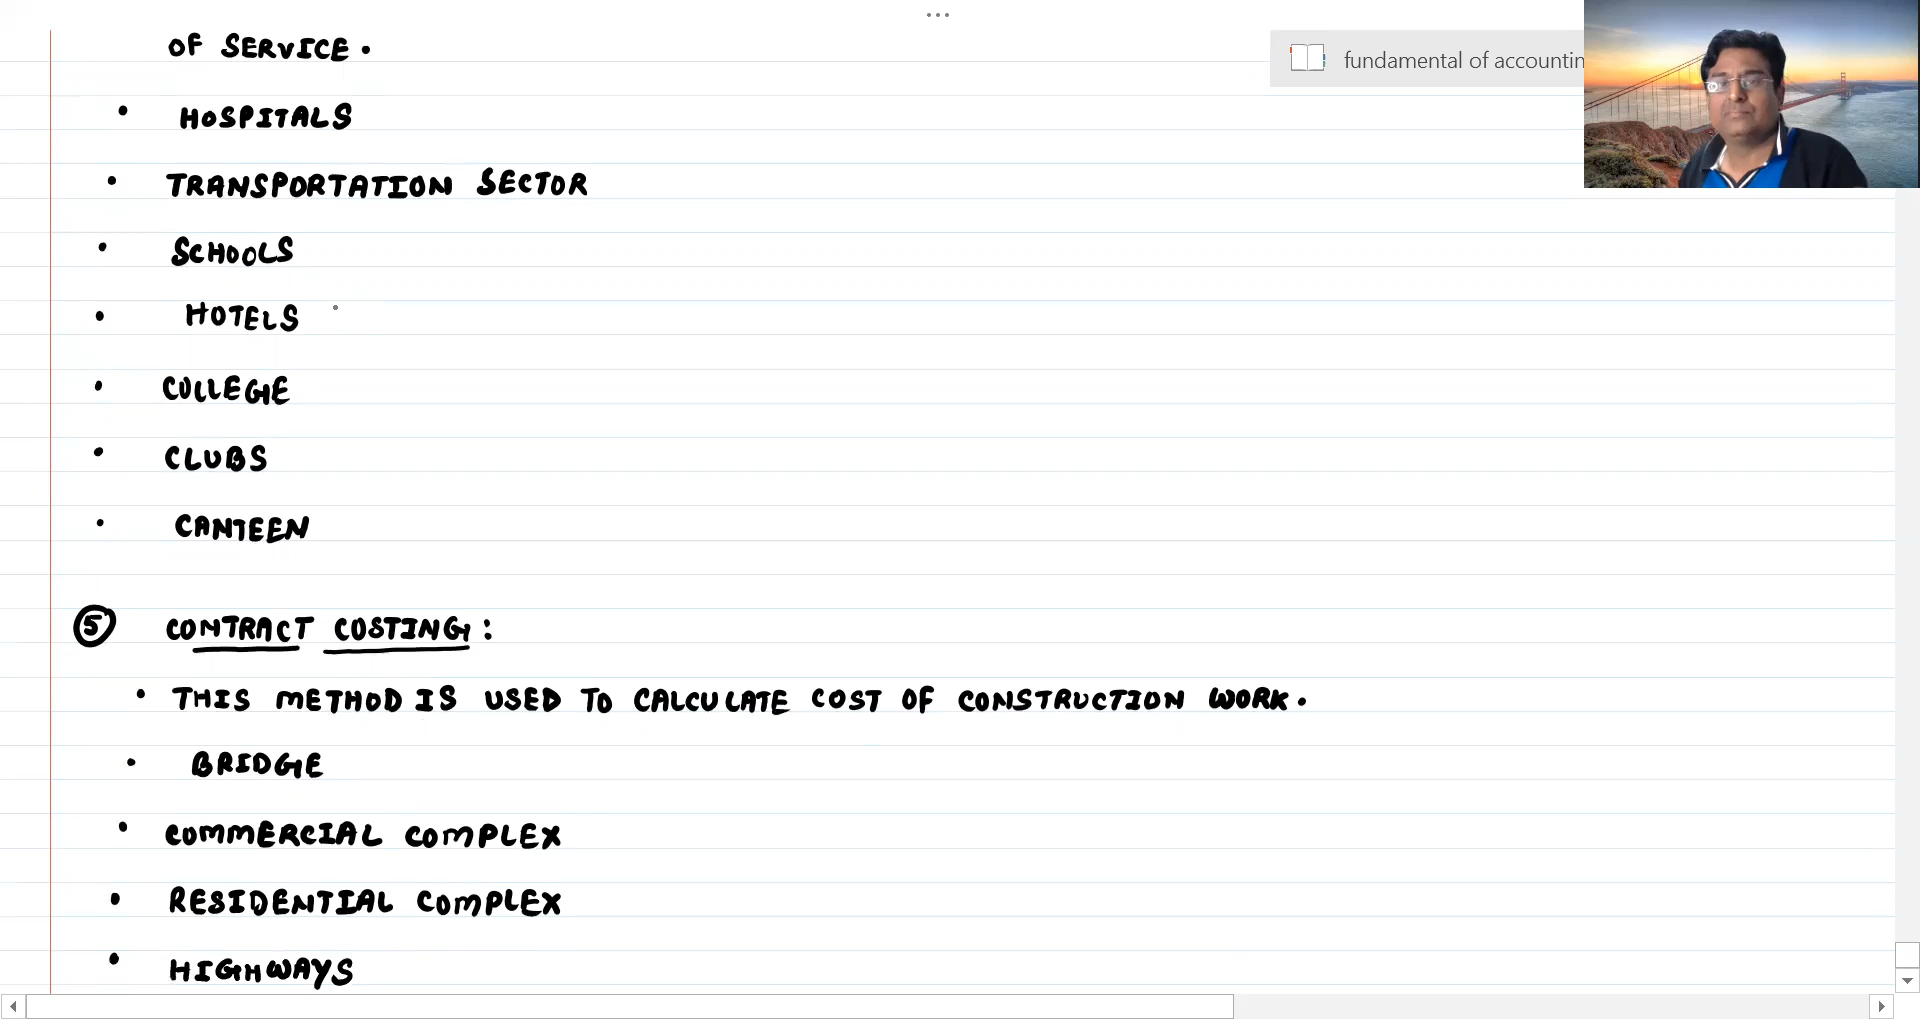 OF SERVICE.
fundamental of accountin
• HOSPITALS
• TRANSPORTATION SECTOR
• SCHOOLS
• HOTELS
• COLLEGE
• CLUBS
• CANTEEN
⑤ CONTRACT COSTING:
• THIS METHOD IS USED TO CALCULATE COST OF CONSTRUCTION WORK.
• BRIDGE
• COMMERCIAL COMPLEX
• RESIDENTIAL COMPLEX
• HIGHWAYS